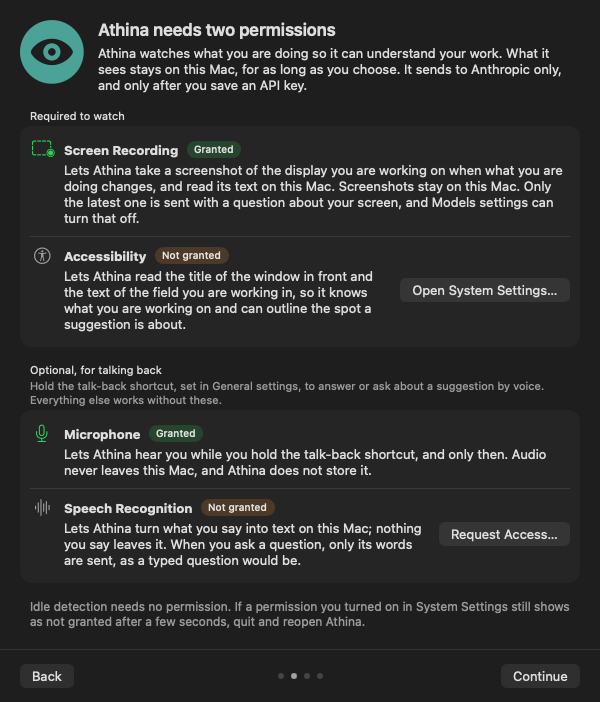 Athina needs two permissions
Athina watches what you are doing so it can understand your work. What it
sees stays on this Mac, for as long as you choose. It sends to Anthropic only,
and only after you save an API key.
Required to watch
Screen Recording Granted
Lets Athina take a screenshot of the display you are working on when what you are
doing changes, and read its text on this Mac. Screenshots stay on this Mac. Only
the latest one is sent with a question about your screen, and Models settings can
turn that off.
Accessibility Not granted
Lets Athina read the title of the window in front and
the text of the field you are working in, so it knows
what you are working on and can outline the spot a
suggestion is about.
Open System Settings...
Optional, for talking back
Hold the talk-back shortcut, set in General settings, to answer or ask about a suggestion by voice.
Everything else works without these.
Microphone Granted
Lets Athina hear you while you hold the talk-back shortcut, and only then. Audio
never leaves this Mac, and Athina does not store it.
Speech Recognition Not granted
Lets Athina turn what you say into text on this Mac; nothing
you say leaves it. When you ask a question, only its words
are sent, as a typed question would be.
Request Access...
Idle detection needs no permission. If a permission you turned on in System Settings still shows
as not granted after a few seconds, quit and reopen Athina.
Back
Continue